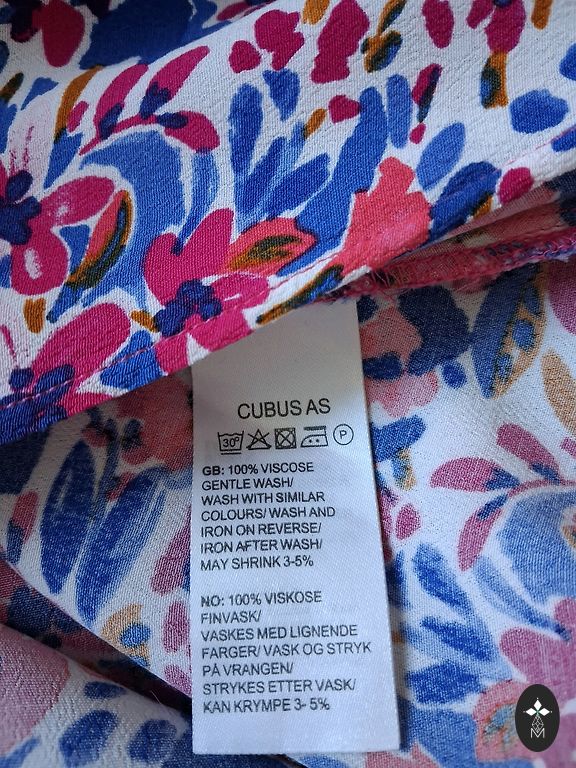 CUBUS AS
30° P
GB: 100% VISCOSE
GENTLE WASH/
WASH WITH SIMILAR
COLOURS/ WASH AND
IRON ON REVERSE/
IRON AFTER WASH/
MAY SHRINK 3-5%
NO: 100% VISKOSE
FINVASK/
VASKES MED LIGNENDE
FARGER/ VASK OG STRYK
PÅ VRANGEN/
STRYKES ETTER VASK/
KAN KRYMPE 3- 5%
M